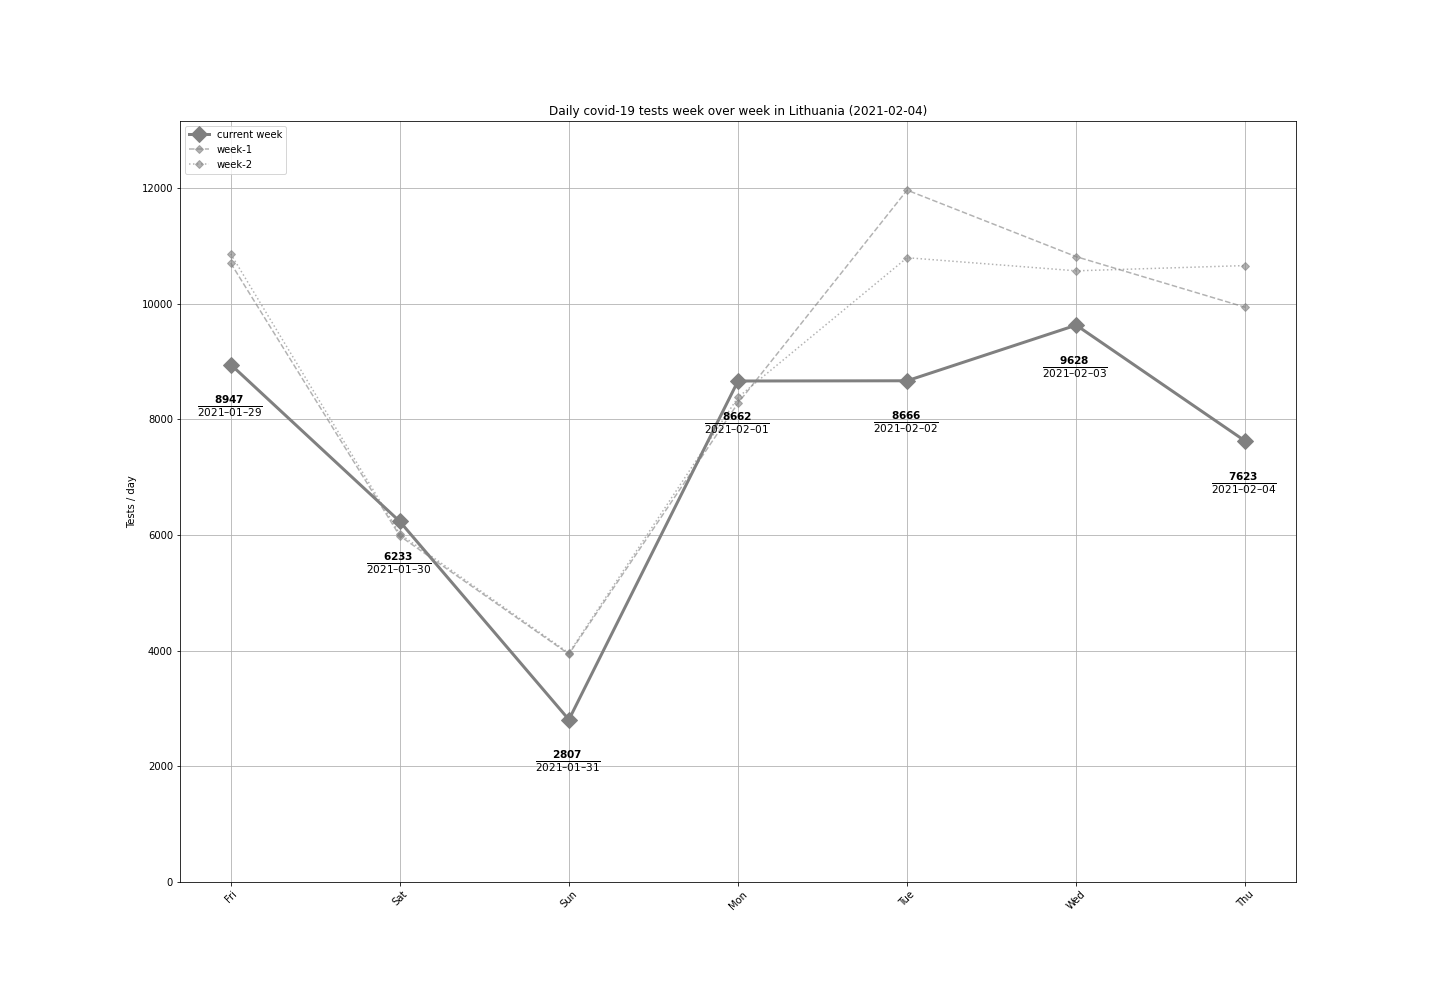 Daily covid-19 tests week over week in Lithuania (2021-02-04)
current week
week-1
week-2
12000
10000
8000
6000
4000
2000
0
Tests / day
8947
2021–01–29
6233
2021–01–30
2807
2021–01–31
8662
2021–02–01
8666
2021–02–02
9628
2021–02–03
7623
2021–02–04
Fri
Sat
Sun
Mon
Tue
Wed
Thu